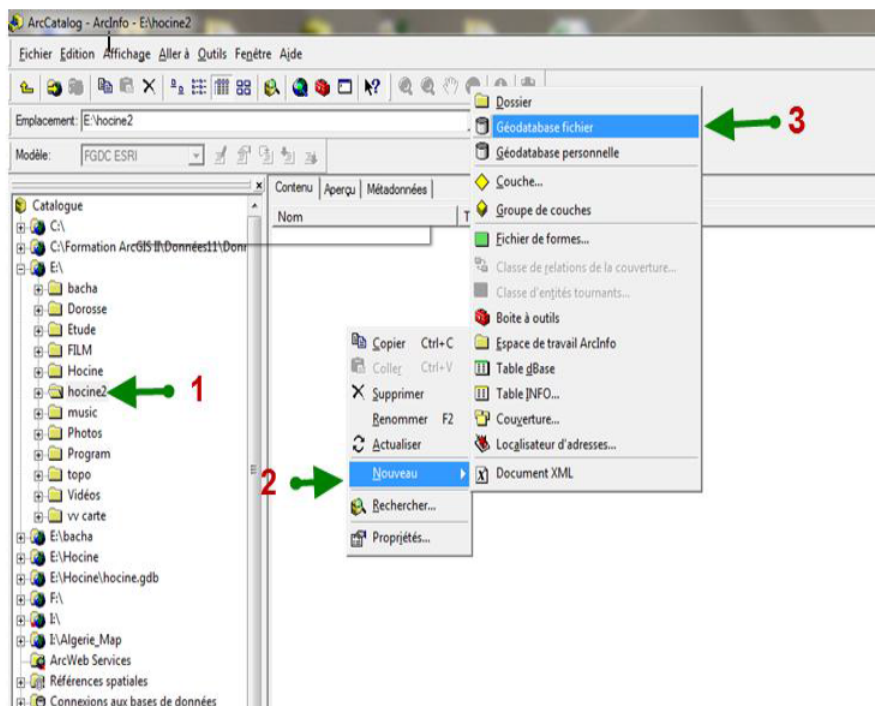 ArcCatalog - ArcInfo - E:\hocine2
Fichier Edition Affichage Aller à Outils Fenêtre Aide
Emplacement: E:\hocine2
Modèle: FGDC ESRI
Contenu Aperçu Métadonnées
Nom T
Catalogue
C:\
C:\Formation ArcGIS II\Données11\Donn
E:\
bacha
Dorosse
Etude
FILM
Hocine
hocine2
1
music
Photos
Program
topo
Vidéos
vv carte
E:\bacha
E:\Hocine
E:\Hocine\hocine.gdb
F:\
I:\
I:\Algerie_Map
ArcWeb Services
Références spatiales
Connexions aux bases de données
Copier Ctrl+C
Coller Ctrl+V
Supprimer
Renommer F2
Actualiser
2
Nouveau
Rechercher...
Propriétés...
Dossier
Géodatabase fichier
3
Géodatabase personnelle
Couche...
Groupe de couches
Fichier de formes...
Classe de relations de la couverture...
Classe d'entités tournants...
Boite à outils
Espace de travail ArcInfo
Table dBase
Table INFO...
Couverture...
Localisateur d'adresses...
Document XML